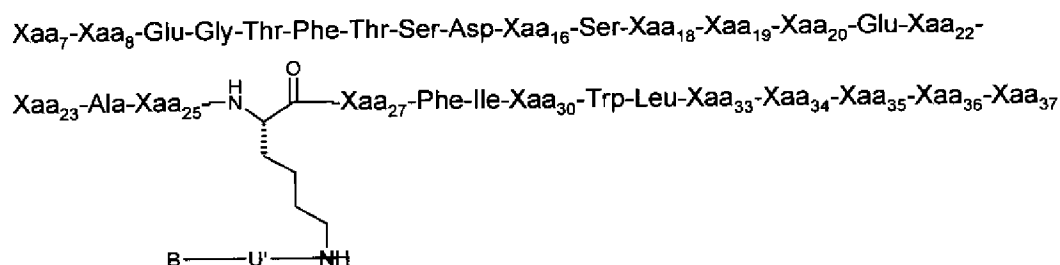 Xaa7-Xaa8-Glu-Gly-Thr-Phe-Thr-Ser-Asp-Xaa16-Ser-Xaa18-Xaa19-Xaa20-Glu-Xaa22-
H O
Xaa23-Ala-Xaa25-N-Xaa27-Phe-Ile-Xaa30-Trp-Leu-Xaa33-Xaa34-Xaa35-Xaa36-Xaa37
B-U'-NH